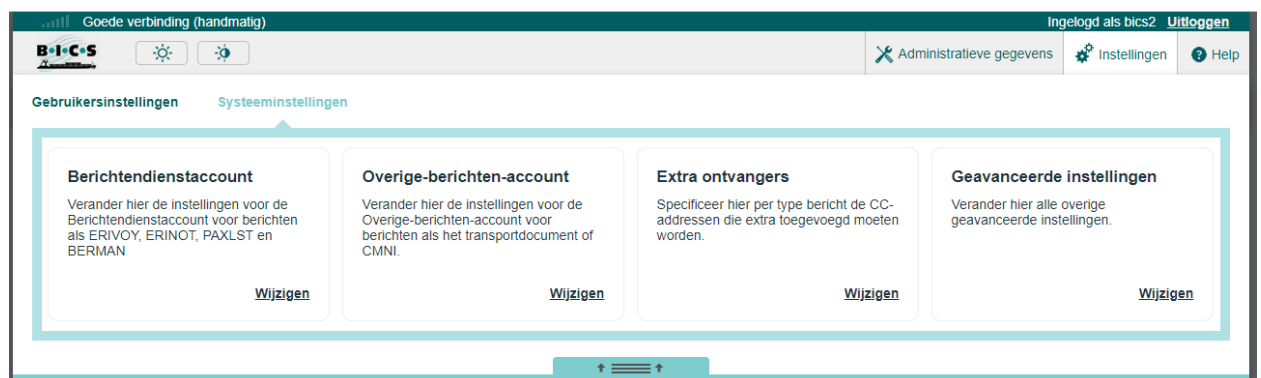 Goede verbinding (handmatig)
Ingelogd als bics2 Uitloggen
B•I•C•S
Administratieve gegevens
Instellingen
Help
Gebruikersinstellingen
Systeeminstellingen
Berichtendienstaccount
Verander hier de instellingen voor de
Berichtendienstaccount voor berichten
als ERIVOY, ERINOT, PAXLST en
BERMAN
Wijzigen
Overige-berichten-account
Verander hier de instellingen voor de
Overige-berichten-account voor
berichten als het transportdocument of
CMNI.
Wijzigen
Extra ontvangers
Specificeer hier per type bericht de CC-
addressen die extra toegevoegd moeten
worden.
Wijzigen
Geavanceerde instellingen
Verander hier alle overige
geavanceerde instellingen.
Wijzigen